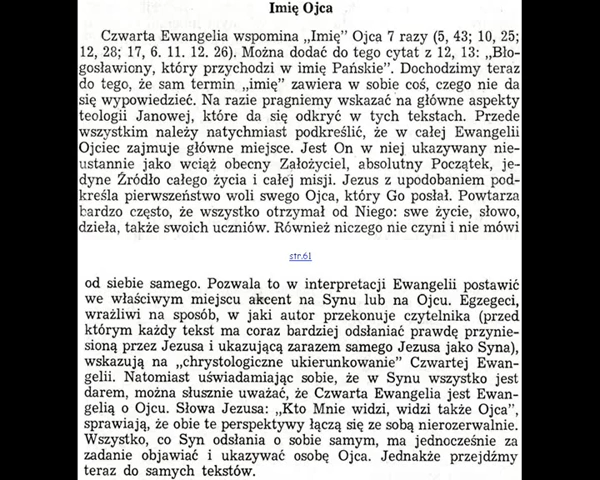 Imię Ojca
Czwarta Ewangelia wspomina „Imię” Ojca 7 razy (5, 43; 10, 25;
12, 28; 17, 6. 11. 12. 26). Można dodać do tego cytat z 12, 13: „Bło-
gosławiony, który przychodzi w imię Pańskie”. Dochodzimy teraz
do tego, że sam termin „imię” zawiera w sobie coś, czego nie da
się wypowiedzieć. Na razie pragniemy wskazać na główne aspekty
teologii Janowej, które da się odkryć w tych tekstach. Przede
wszystkim należy natychmiast podkreślić, że w całej Ewangelii
Ojciec zajmuje główne miejsce. Jest On w niej ukazywany nie-
ustannie jako wciąż obecny Założyciel, absolutny Początek, je-
dyne Źródło całego życia i całej misji. Jezus z upodobaniem pod-
kreśla pierwszeństwo woli swego Ojca, który Go posłał. Powtarza
bardzo często, że wszystko otrzymał od Niego: swe życie, słowo,
dzieła, także swoich uczniów. Również niczego nie czyni i nie mówi
str.61
od siebie samego. Pozwala to w interpretacji Ewangelii postawić
we właściwym miejscu akcent na Synu lub na Ojcu. Egzegeci,
wrażliwi na sposób, w jaki autor przekonuje czytelnika (przed
którym każdy tekst ma coraz bardziej odsłaniać prawdę przynie-
sioną przez Jezusa i ukazującą zarazem samego Jezusa jako Syna),
wskazują na „chrystologiczne ukierunkowanie” Czwartej Ewan-
gelii. Natomiast uświadamiając sobie, że w Synu wszystko jest
darem, można słusznie uważać, że Czwarta Ewangelia jest Ewan-
gelią o Ojcu. Słowa Jezusa: „Kto Mnie widzi, widzi także Ojca”,
sprawiają, że obie te perspektywy łączą się ze sobą nierozerwalnie.
Wszystko, co Syn odsłania o sobie samym, ma jednocześnie za
zadanie objawiać i ukazywać osobę Ojca. Jednakże przejdźmy
teraz do samych tekstów.